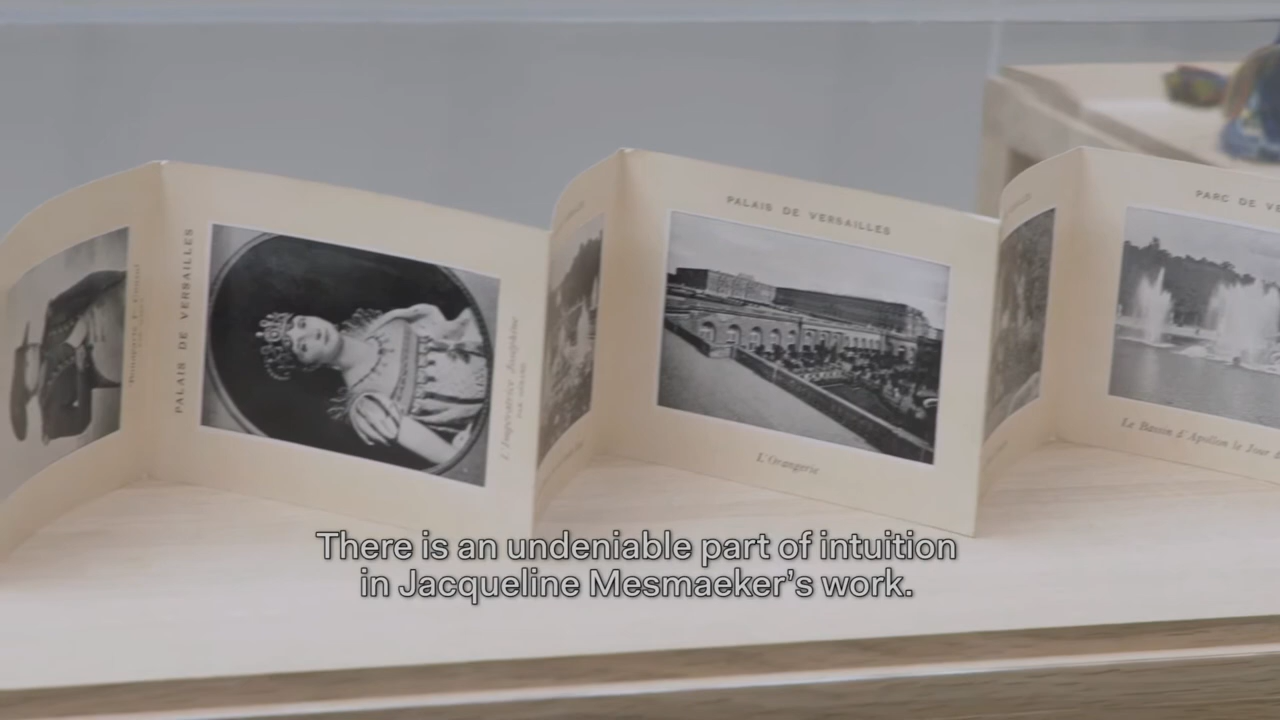 PALAIS DE VERSAILLES
L'Impératrice Joséphine
PALAIS DE VERSAILLES
L'Orangerie
PARC DE VE
Le Bassin d'Apollon le Jour
There is an undeniable part of intuition
in Jacqueline Mesmaeker's work.